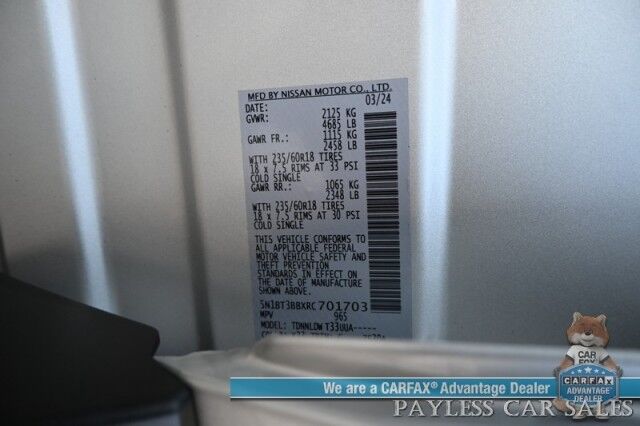 MFD BY NISSAN MOTOR CO., LTD.
DATE: 03/24
GVWR: 2125 KG
4685 LB
GAWR FR.: 1115 KG
2458 LB
WITH 235/60R18 TIRES
18 x 7.5 RIMS AT 33 PSI
COLD SINGLE
GAWR RR.: 1065 KG
2348 LB
WITH 235/60R18 TIRES
18 x 7.5 RIMS AT 30 PSI
COLD SINGLE
THIS VEHICLE CONFORMS TO
ALL APPLICABLE FEDERAL
MOTOR VEHICLE SAFETY AND
THEFT PREVENTION
STANDARDS IN EFFECT ON
THE DATE OF MANUFACTURE
SHOWN ABOVE.
5N1BT3BBXRC701703
MPV 965
MODEL: TDNNLDW T33UUA-----
CAR
FOX
CARFAX
ADVANTAGE
DEALER
We are a CARFAX® Advantage Dealer
PAYLESS CAR SALES